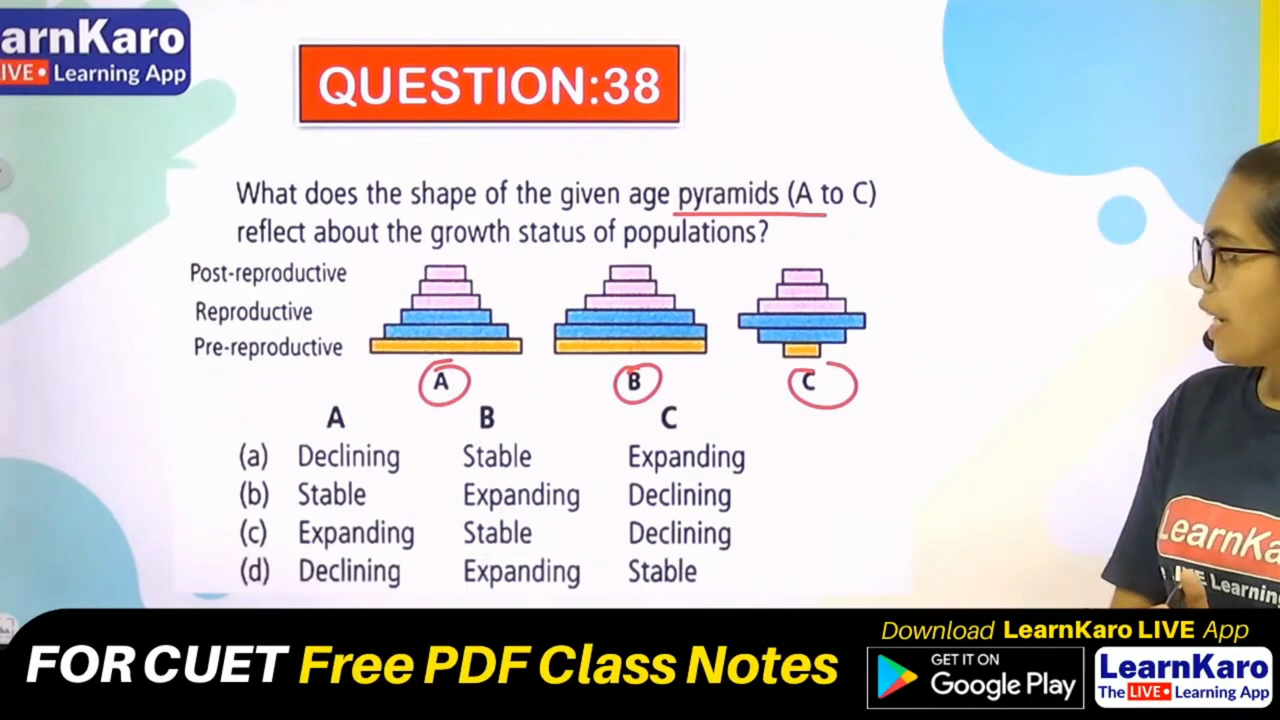 arnKaro
IVE• Learning App
QUESTION:38
What does the shape of the given age pyramids (A to C)
reflect about the growth status of populations?
Post-reproductive
Reproductive
Pre-reproductive
A B C
A B C
(a) Declining Stable Expanding
(b) Stable Expanding Declining
(c) Expanding Stable Declining
(d) Declining Expanding Stable
LearnKa
Learning
FOR CUET Free PDF Class Notes
Download LearnKaro LIVE App
GET IT ON
Google Play
LearnKaro
The LIVE• Learning App